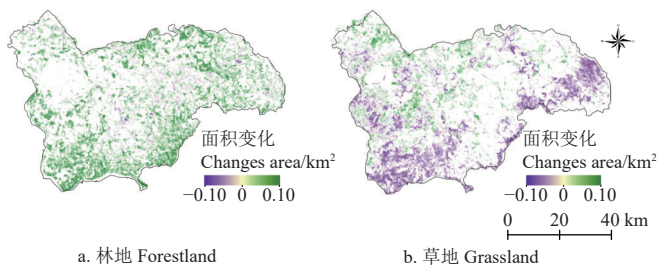 面积变化
Changes area/km²
−0.10 0 0.10
a. 林地 Forestland
面积变化
Changes area/km²
−0.10 0 0.10
0 20 40 km
b. 草地 Grassland